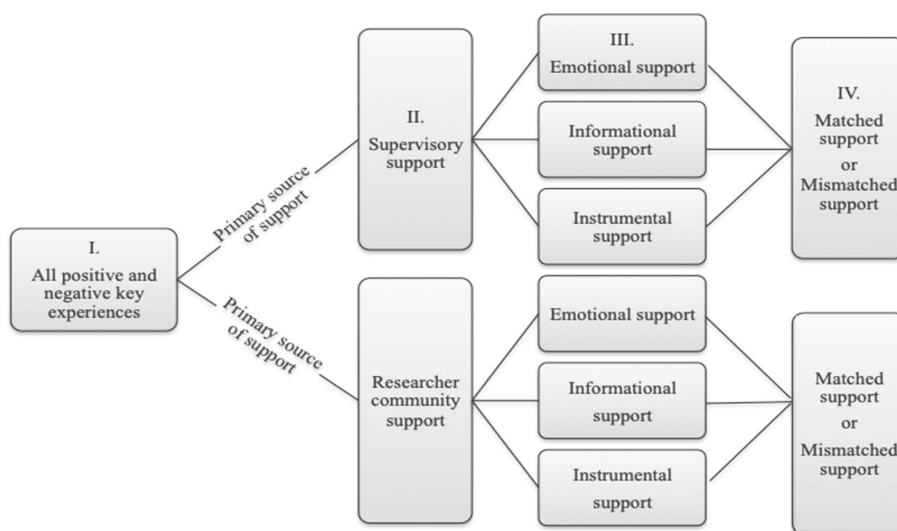 I.
All positive and
negative key
experiences
Primary source
of support
Primary source
of support
II.
Supervisory
support
Researcher
community
support
III.
Emotional support
Informational
support
Instrumental
support
Emotional support
Informational
support
Instrumental
support
IV.
Matched
support
or
Mismatched
support
Matched
support
or
Mismatched
support